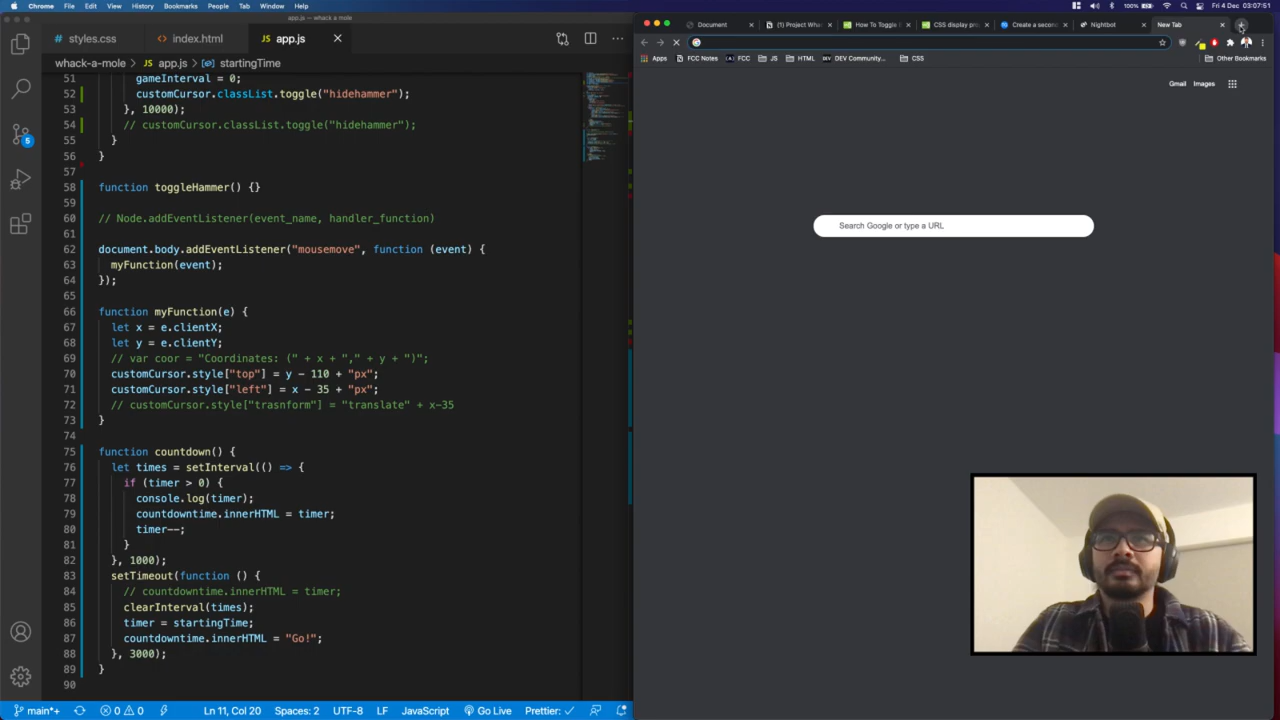 Chrome File Edit View History Bookmarks People Tab Window Help
100% Fri 4 Dec 03:07:51
app.js — whack a mole
styles.css index.html app.js
whack-a-mole > app.js > startingTime
51 gameInterval = 0;
52 customCursor.classList.toggle("hidehammer");
53 }, 10000);
54 // customCursor.classList.toggle("hidehammer");
55 }
56 }
57
58 function toggleHammer() {}
59
60 // Node.addEventListener(event_name, handler_function)
61
62 document.body.addEventListener("mousemove", function (event) {
63 myFunction(event);
64 });
65
66 function myFunction(e) {
67 let x = e.clientX;
68 let y = e.clientY;
69 // var coor = "Coordinates: (" + x + "," + y + ")";
70 customCursor.style["top"] = y - 110 + "px";
71 customCursor.style["left"] = x - 35 + "px";
72 // customCursor.style["trasnform"] = "translate" + x-35
73 }
74
75 function countdown() {
76 let times = setInterval(() => {
77 if (timer > 0) {
78 console.log(timer);
79 countdowntime.innerHTML = timer;
80 timer--;
81 }
82 }, 1000);
83 setTimeout(function () {
84 // countdowntime.innerHTML = timer;
85 clearInterval(times);
86 timer = startingTime;
87 countdowntime.innerHTML = "Go!";
88 }, 3000);
89 }
90
5
main*+ 0 0 Ln 11, Col 20 Spaces: 2 UTF-8 LF JavaScript Go Live Prettier: ✓
Document (1) Project Wha How To Toggle CSS display pro Create a secon Nightbot New Tab
Apps FCC Notes FCC JS HTML DEV Community... CSS Other Bookmarks
Gmail Images
Search Google or type a URL